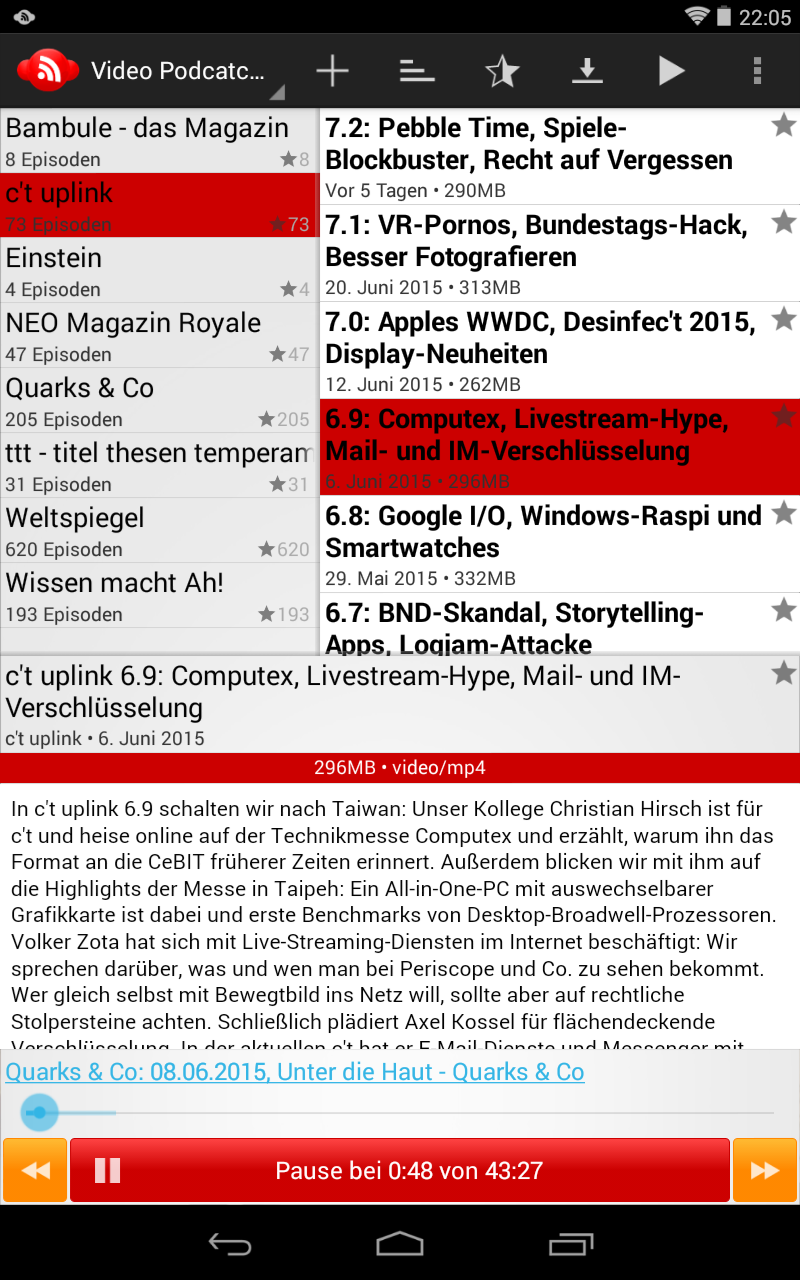 22:05
Video Podcatc...
Bambule - das Magazin
8 Episoden ★8
c't uplink
73 Episoden ★73
Einstein
4 Episoden ★4
NEO Magazin Royale
47 Episoden ★47
Quarks & Co
205 Episoden ★205
ttt - titel thesen temperam
31 Episoden ★31
Weltspiegel
620 Episoden ★620
Wissen macht Ah!
193 Episoden ★193
7.2: Pebble Time, Spiele-
Blockbuster, Recht auf Vergessen
Vor 5 Tagen • 290MB
7.1: VR-Pornos, Bundestags-Hack,
Besser Fotografieren
20. Juni 2015 • 313MB
7.0: Apples WWDC, Desinfec't 2015,
Display-Neuheiten
12. Juni 2015 • 262MB
6.9: Computex, Livestream-Hype,
Mail- und IM-Verschlüsselung
6. Juni 2015 • 296MB
6.8: Google I/O, Windows-Raspi und
Smartwatches
29. Mai 2015 • 332MB
6.7: BND-Skandal, Storytelling-
Apps, Logjam-Attacke
c't uplink 6.9: Computex, Livestream-Hype, Mail- und IM-
Verschlüsselung
c't uplink • 6. Juni 2015
296MB • video/mp4
In c't uplink 6.9 schalten wir nach Taiwan: Unser Kollege Christian Hirsch ist für
c't und heise online auf der Technikmesse Computex und erzählt, warum ihn das
Format an die CeBIT früherer Zeiten erinnert. Außerdem blicken wir mit ihm auf
die Highlights der Messe in Taipeh: Ein All-in-One-PC mit auswechselbarer
Grafikkarte ist dabei und erste Benchmarks von Desktop-Broadwell-Prozessoren.
Volker Zota hat sich mit Live-Streaming-Diensten im Internet beschäftigt: Wir
sprechen darüber, was und wen man bei Periscope und Co. zu sehen bekommt.
Wer gleich selbst mit Bewegtbild ins Netz will, sollte aber auf rechtliche
Stolpersteine achten. Schließlich plädiert Axel Kossel für flächendeckende
Verschlüsselung. In der aktuellen c't hat er E-Mail-Dienste und Messenger mit
Quarks & Co: 08.06.2015, Unter die Haut - Quarks & Co
Pause bei 0:48 von 43:27